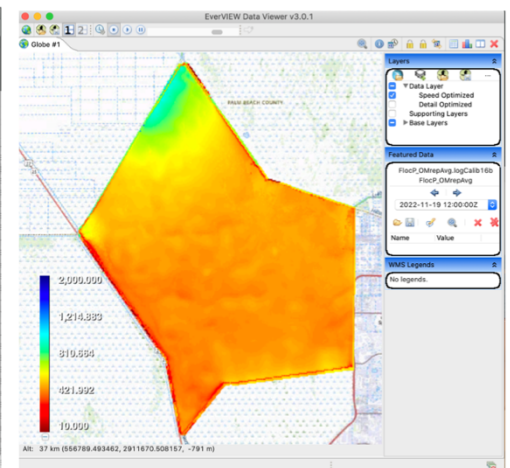 EverVIEW Data Viewer v3.0.1
Globe #1
Layers
Data Layer
Speed Optimized
Detail Optimized
Supporting Layers
Base Layers
PALM BEACH COUNTY
Featured Data
FlocP_OMrepAvg.logCalib16b
FlocP_OMrepAvg
2022-11-19 12:00:00Z
Name Value
WMS Legends
No legends.
2,000.000
1,214.883
810.664
421.992
10.000
Alt: 37 km (556789.493462, 2911670.508157, -791 m)